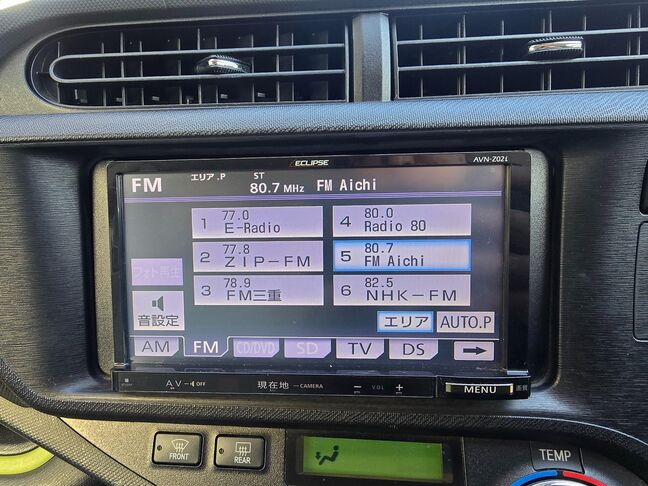 ECLIPSE AVN-Z02i
FM エリア.P ST 80.7 MHz FM Aichi
1 77.0 E-Radio
4 80.0 Radio 80
2 77.8 ZIP-FM
5 80.7 FM Aichi
3 78.9 FM三重
6 82.5 NHK-FM
フォト再生
音設定
エリア AUTO.P
AM FM CD/DVD SD TV DS
AV OFF 現在地 CAMERA − VOL + MENU 画質
FRONT REAR TEMP